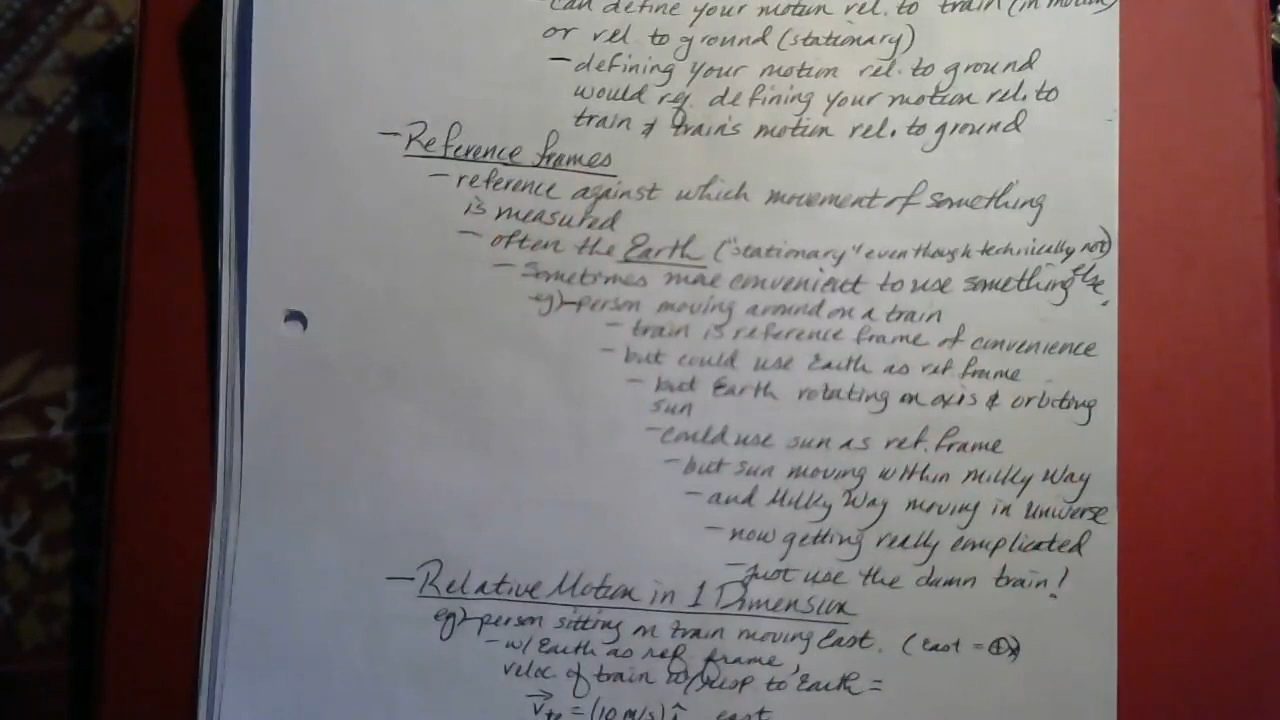 - can define your motion rel. to train (in motion)
or rel to ground (stationary)
- defining your motion rel. to ground
would req. defining your motion rel. to
train & train's motion rel. to ground
- Reference frames
- reference against which movement of something
is measured
- often the Earth ("stationary" even though technically not)
- sometimes more convenient to use something else.
eg) - person moving around on a train
- train is reference frame of convenience
- but could use Earth as ref frame
- but Earth rotating on axis & orbiting
sun
- could use sun as ref. frame
- but sun moving within Milky Way
- and Milky Way moving in Universe
- now getting really complicated
- Just use the damn train!
- Relative Motion in 1 Dimension
eg) - person sitting on train moving East. (East = ⊕x)
- w/ Earth as ref frame,
veloc. of train w/resp to Earth =
v⃗te = (10 m/s) î east